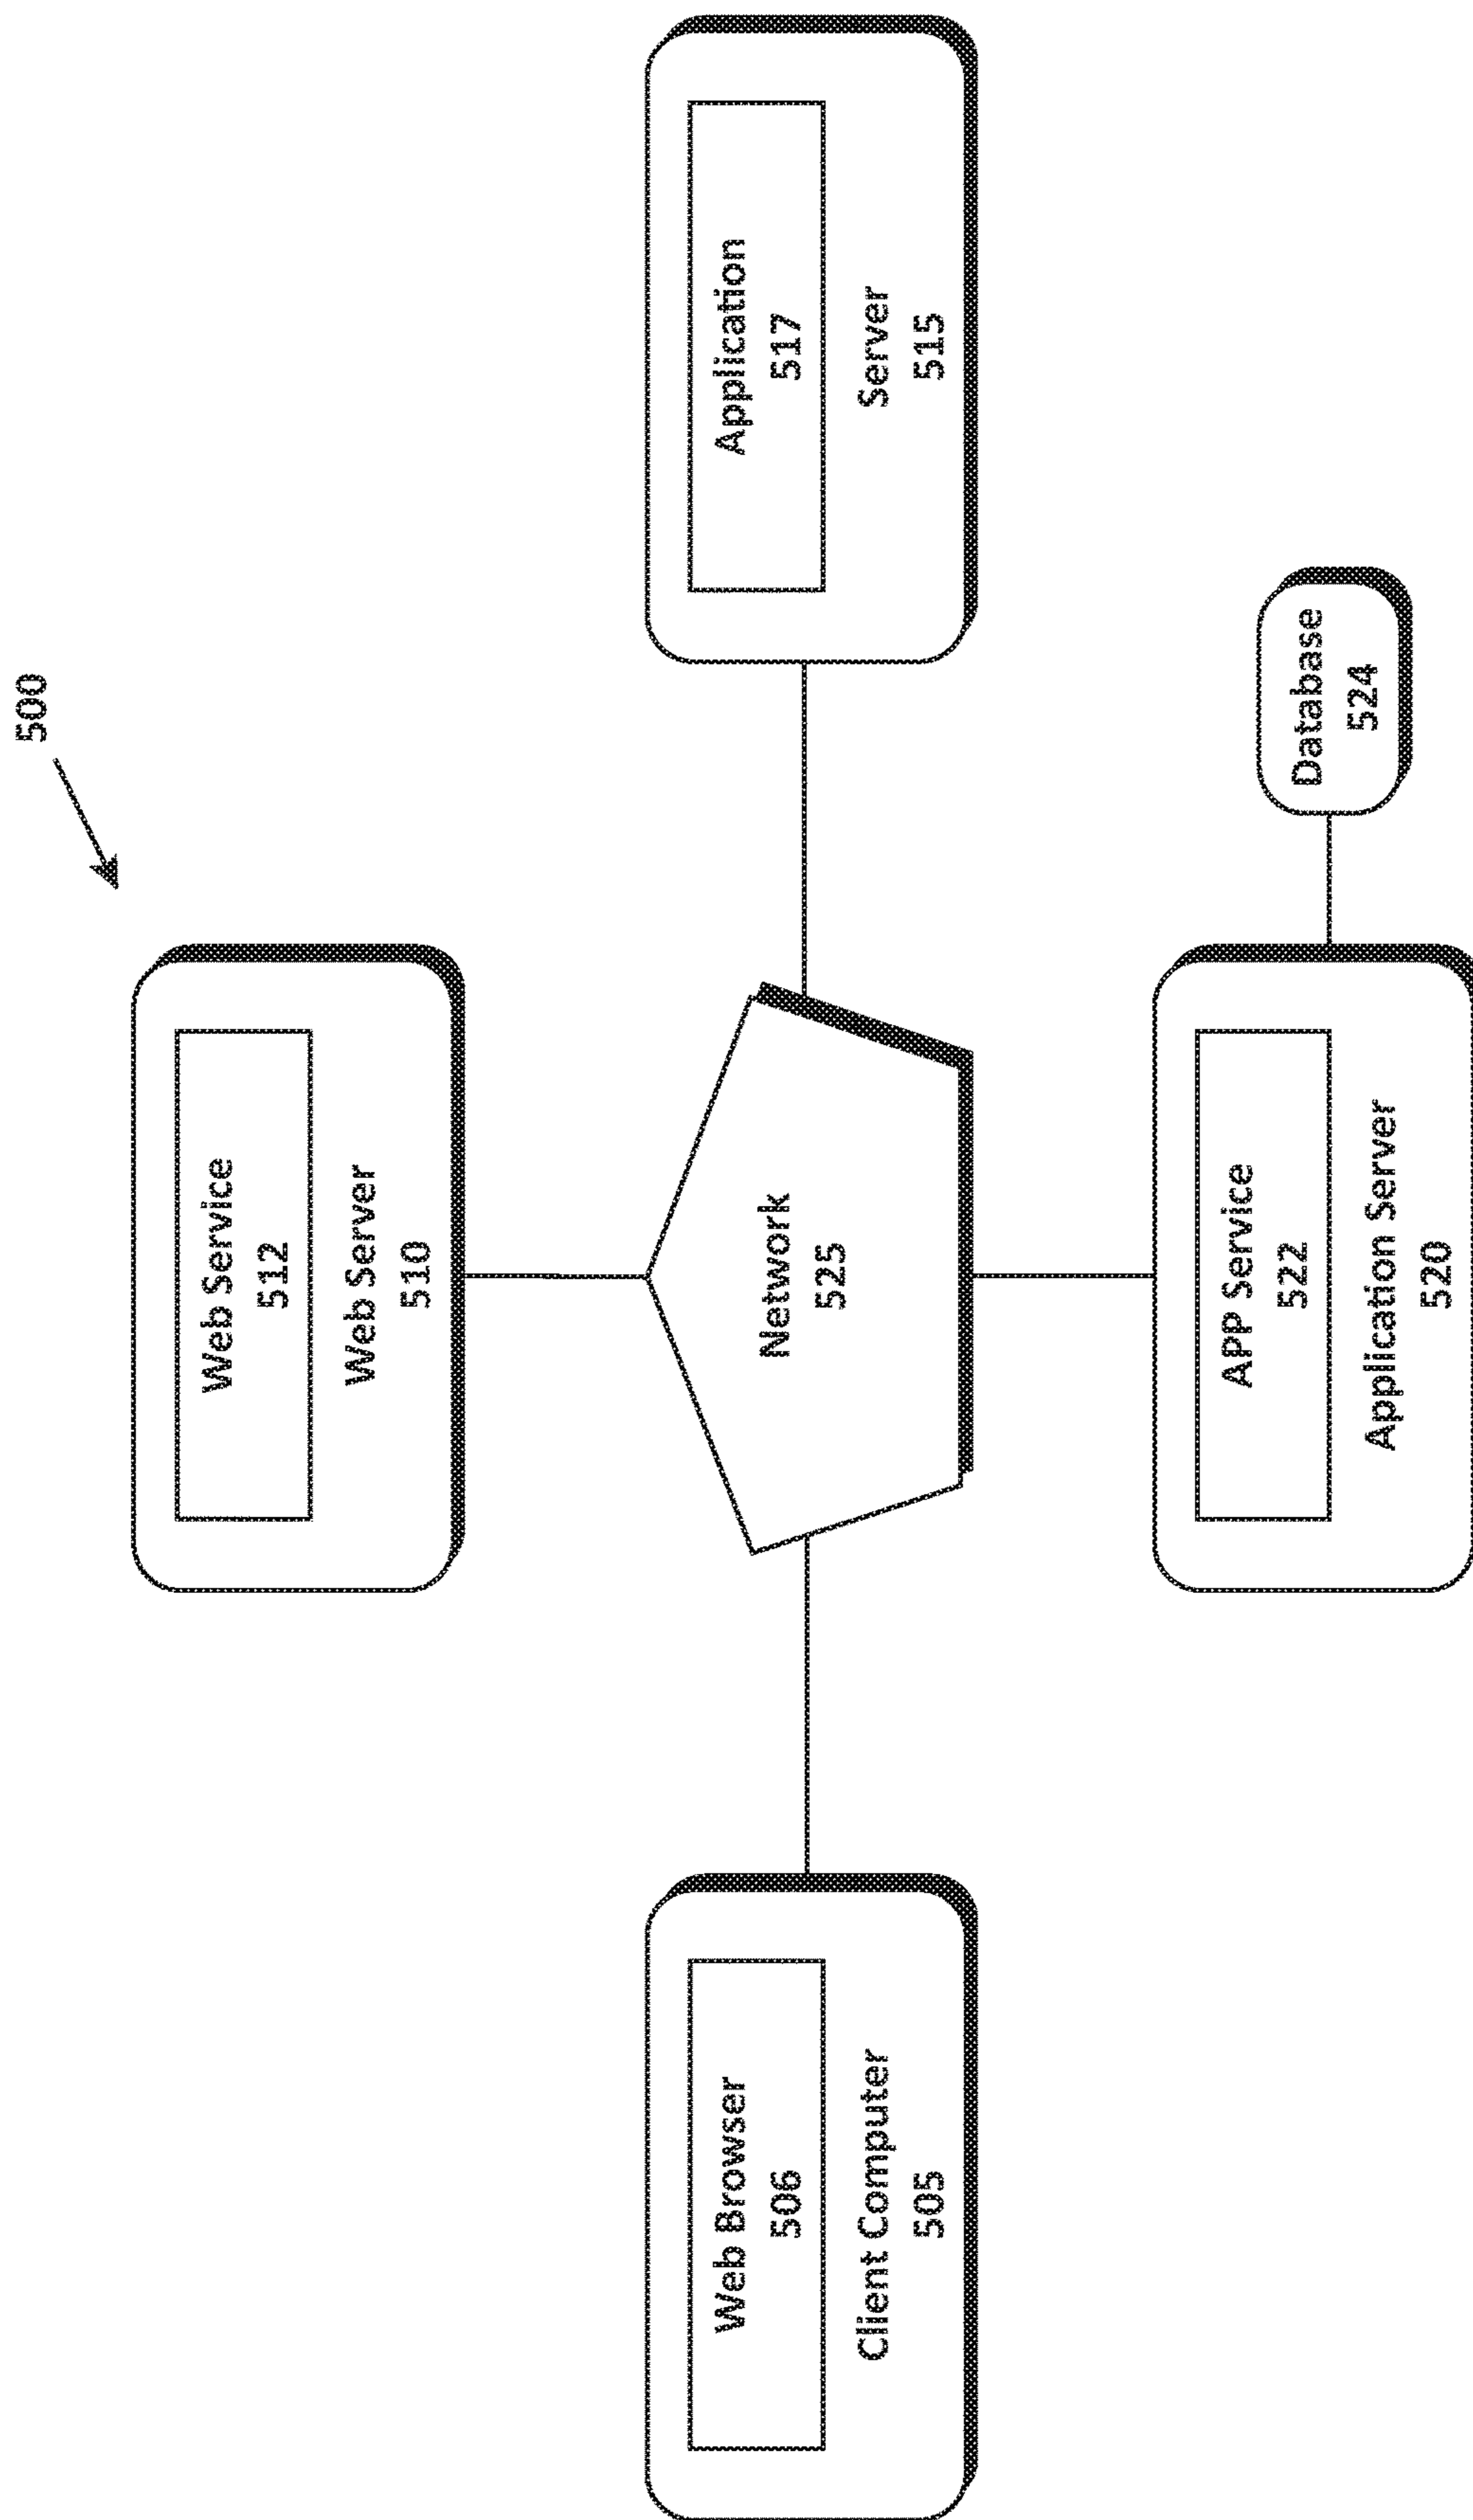 500
Web Service
512
Web Server
510
Web Browser
506
Client Computer
505
Network
525
Application
517
Server
515
APP Service
522
Application Server
520
Database
524